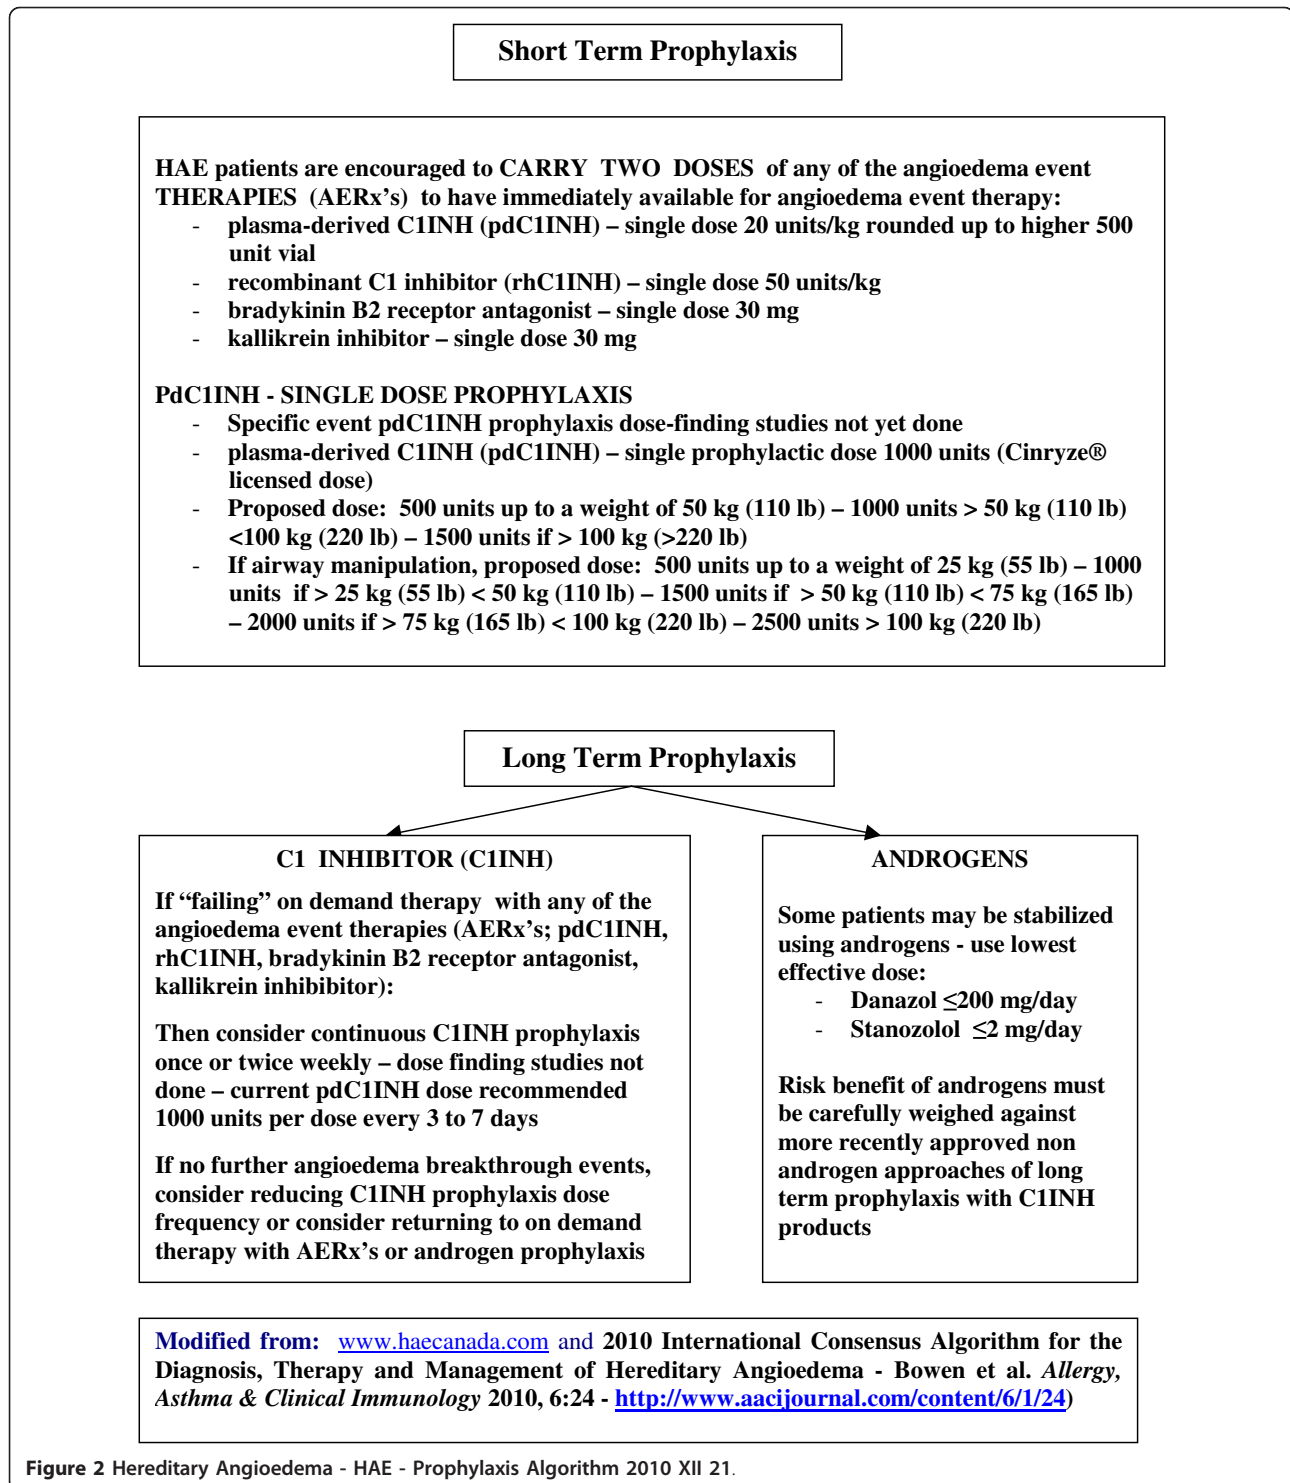 Short Term Prophylaxis
HAE patients are encouraged to CARRY TWO DOSES of any of the angioedema event
THERAPIES (AERx's) to have immediately available for angioedema event therapy:
- plasma-derived C1INH (pdC1INH) – single dose 20 units/kg rounded up to higher 500
unit vial
- recombinant C1 inhibitor (rhC1INH) – single dose 50 units/kg
- bradykinin B2 receptor antagonist – single dose 30 mg
- kallikrein inhibitor – single dose 30 mg
PdC1INH - SINGLE DOSE PROPHYLAXIS
- Specific event pdC1INH prophylaxis dose-finding studies not yet done
- plasma-derived C1INH (pdC1INH) – single prophylactic dose 1000 units (Cinryze®
licensed dose)
- Proposed dose: 500 units up to a weight of 50 kg (110 lb) – 1000 units > 50 kg (110 lb)
<100 kg (220 lb) – 1500 units if > 100 kg (>220 lb)
- If airway manipulation, proposed dose: 500 units up to a weight of 25 kg (55 lb) – 1000
units if > 25 kg (55 lb) < 50 kg (110 lb) – 1500 units if > 50 kg (110 lb) < 75 kg (165 lb)
– 2000 units if > 75 kg (165 lb) < 100 kg (220 lb) – 2500 units > 100 kg (220 lb)
Long Term Prophylaxis
C1 INHIBITOR (C1INH)
If “failing” on demand therapy with any of the
angioedema event therapies (AERx's; pdC1INH,
rhC1INH, bradykinin B2 receptor antagonist,
kallikrein inhibibitor):
Then consider continuous C1INH prophylaxis
once or twice weekly – dose finding studies not
done – current pdC1INH dose recommended
1000 units per dose every 3 to 7 days
If no further angioedema breakthrough events,
consider reducing C1INH prophylaxis dose
frequency or consider returning to on demand
therapy with AERx's or androgen prophylaxis
ANDROGENS
Some patients may be stabilized
using androgens - use lowest
effective dose:
- Danazol ≤200 mg/day
- Stanozolol ≤2 mg/day
Risk benefit of androgens must
be carefully weighed against
more recently approved non
androgen approaches of long
term prophylaxis with C1INH
products
Modified from: www.haecanada.com and 2010 International Consensus Algorithm for the
Diagnosis, Therapy and Management of Hereditary Angioedema - Bowen et al. Allergy,
Asthma & Clinical Immunology 2010, 6:24 - http://www.aacijournal.com/content/6/1/24)
Figure 2 Hereditary Angioedema - HAE - Prophylaxis Algorithm 2010 XII 21.